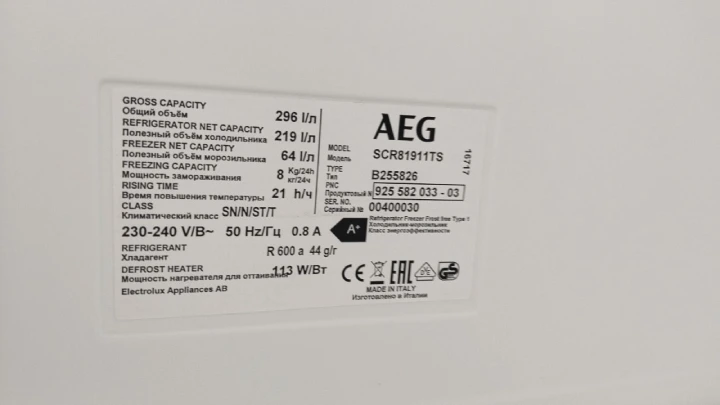 GROSS CAPACITY
Общий объём 296 l/л
REFRIGERATOR NET CAPACITY
Полезный объём холодильника 219 l/л
FREEZER NET CAPACITY
Полезный объём морозильника 64 l/л
FREEZING CAPACITY
Мощность замораживания 8 Kg/24h кг/24ч
RISING TIME
Время повышения температуры 21 h/ч
CLASS
Климатический класс SN/N/ST/T
230-240 V/В~ 50 Hz/Гц 0.8 A
REFRIGERANT
Хладагент R 600 a 44 g/г
DEFROST HEATER
Мощность нагревателя для оттаивания 113 W/Вт
Electrolux Appliances AB
AEG
MODEL
Модель SCR81911TS
TYPE
Тип B255826
PNC
Продуктовый N 925 582 033 - 03
SER. NO.
Серийный № 00400030
16717
A+
Refrigerator Freezer Frost free Type I
Холодильник-морозильник
Класс энергоэффективности
CE
EAC
GS
MADE IN ITALY
Изготовлено в Италии